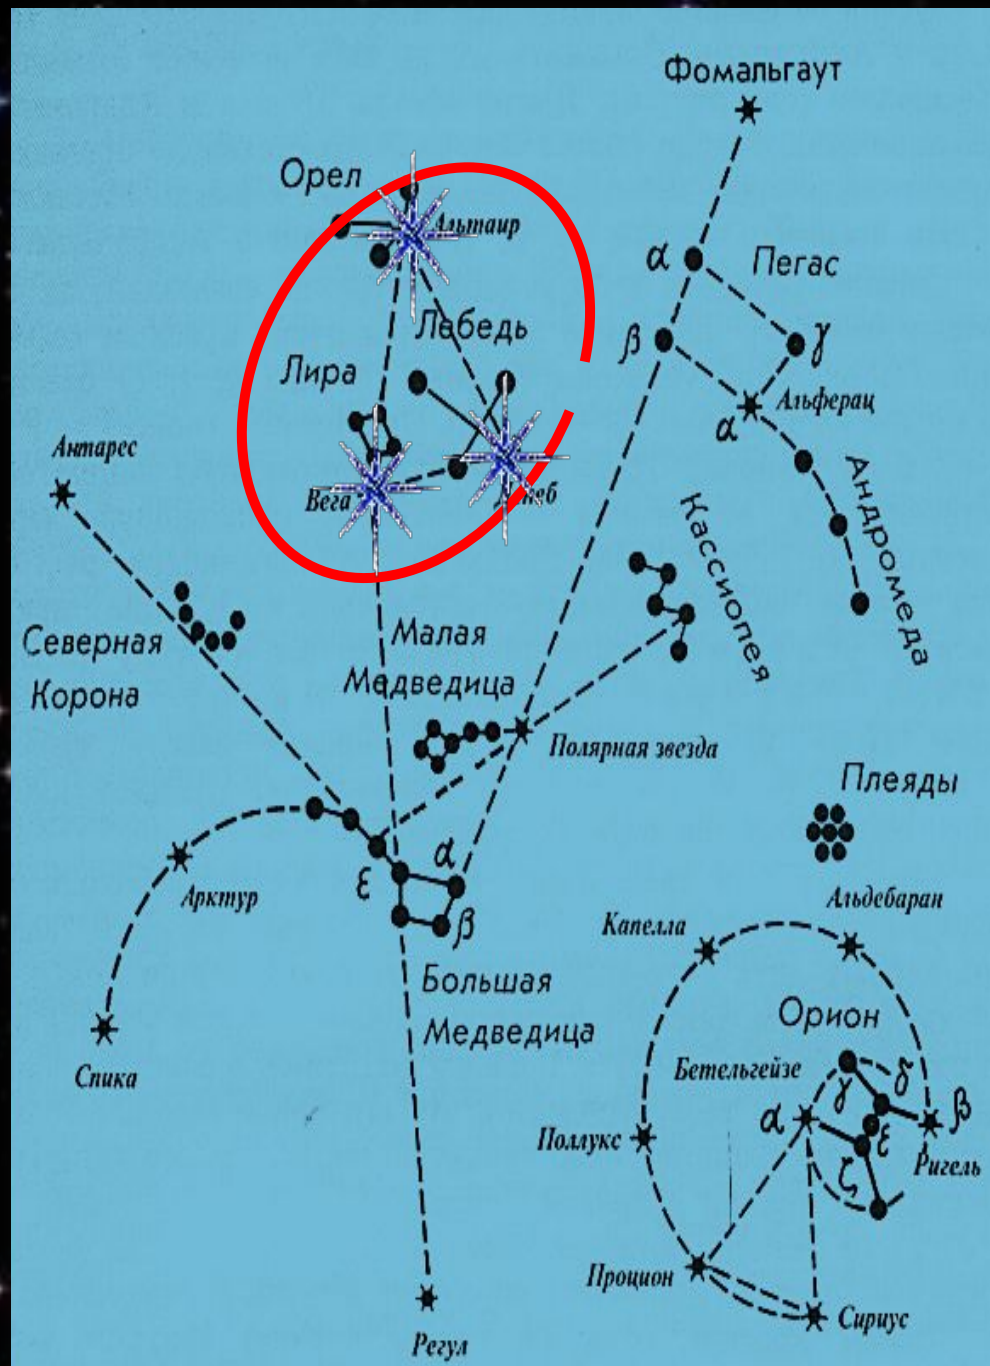 Фомальгаут
Орел
Альтаир
α
Пегас
Лебедь
β
γ
Лира
Альферац
α
Антарес
Андромеда
Вега
Денеб
Кассиопея
Северная
Корона
Малая
Медведица
Полярная звезда
Плеяды
α
ε
Арктур
β
Альдебаран
Капелла
Большая
Медведица
Орион
Спика
Бетельгейзе
γ
δ
α
β
ε
Поллукс
ζ
Ригель
Процион
Сириус
Регул